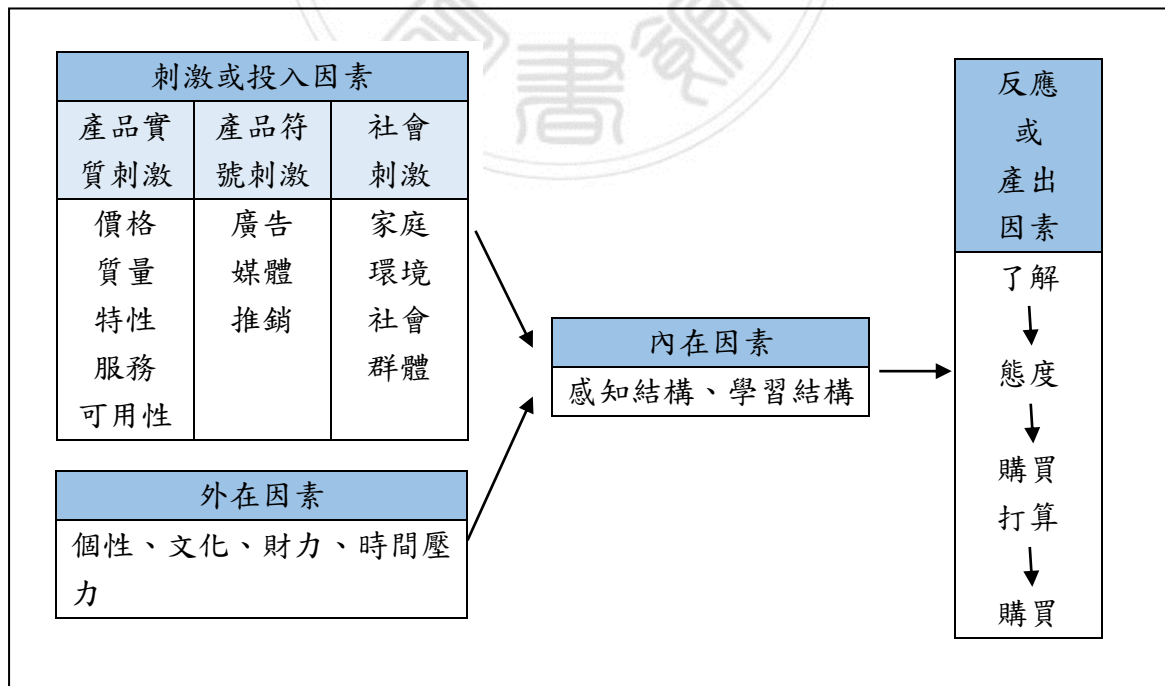 刺激或投入因素
產品實
質刺激
產品符
號刺激
社會
刺激
價格
質量
特性
服務
可用性
廣告
媒體
推銷
家庭
環境
社會
群體
外在因素
個性、文化、財力、時間壓
力
內在因素
感知結構、學習結構
反應
或
產出
因素
了解
態度
購買
打算
購買
書